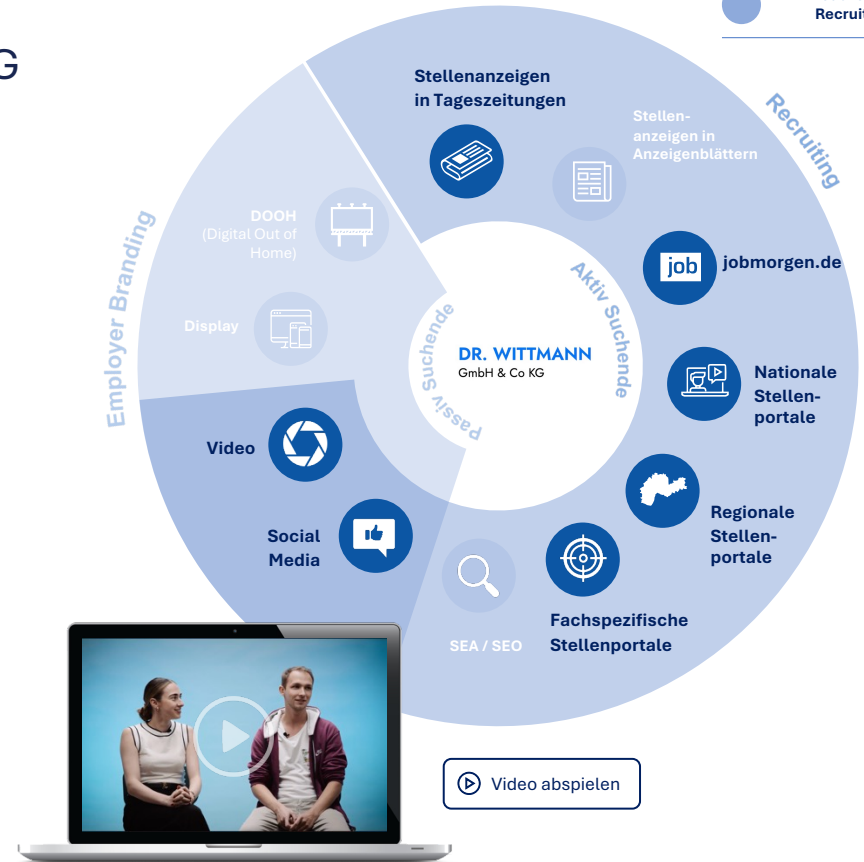 G
Recruit
Stellenanzeigen
in Tageszeitungen
Stellen-
anzeigen in
Anzeigenblättern
Recruiting
DOOH
(Digital Out of
Home)
Employer Branding
job
jobmorgen.de
Aktiv Suchende
Passiv Suchende
Display
DR. WITTMANN
GmbH & Co KG
Nationale
Stellen-
portale
Video
Regionale
Stellen-
portale
Social
Media
Fachspezifische
Stellenportale
SEA / SEO
Video abspielen